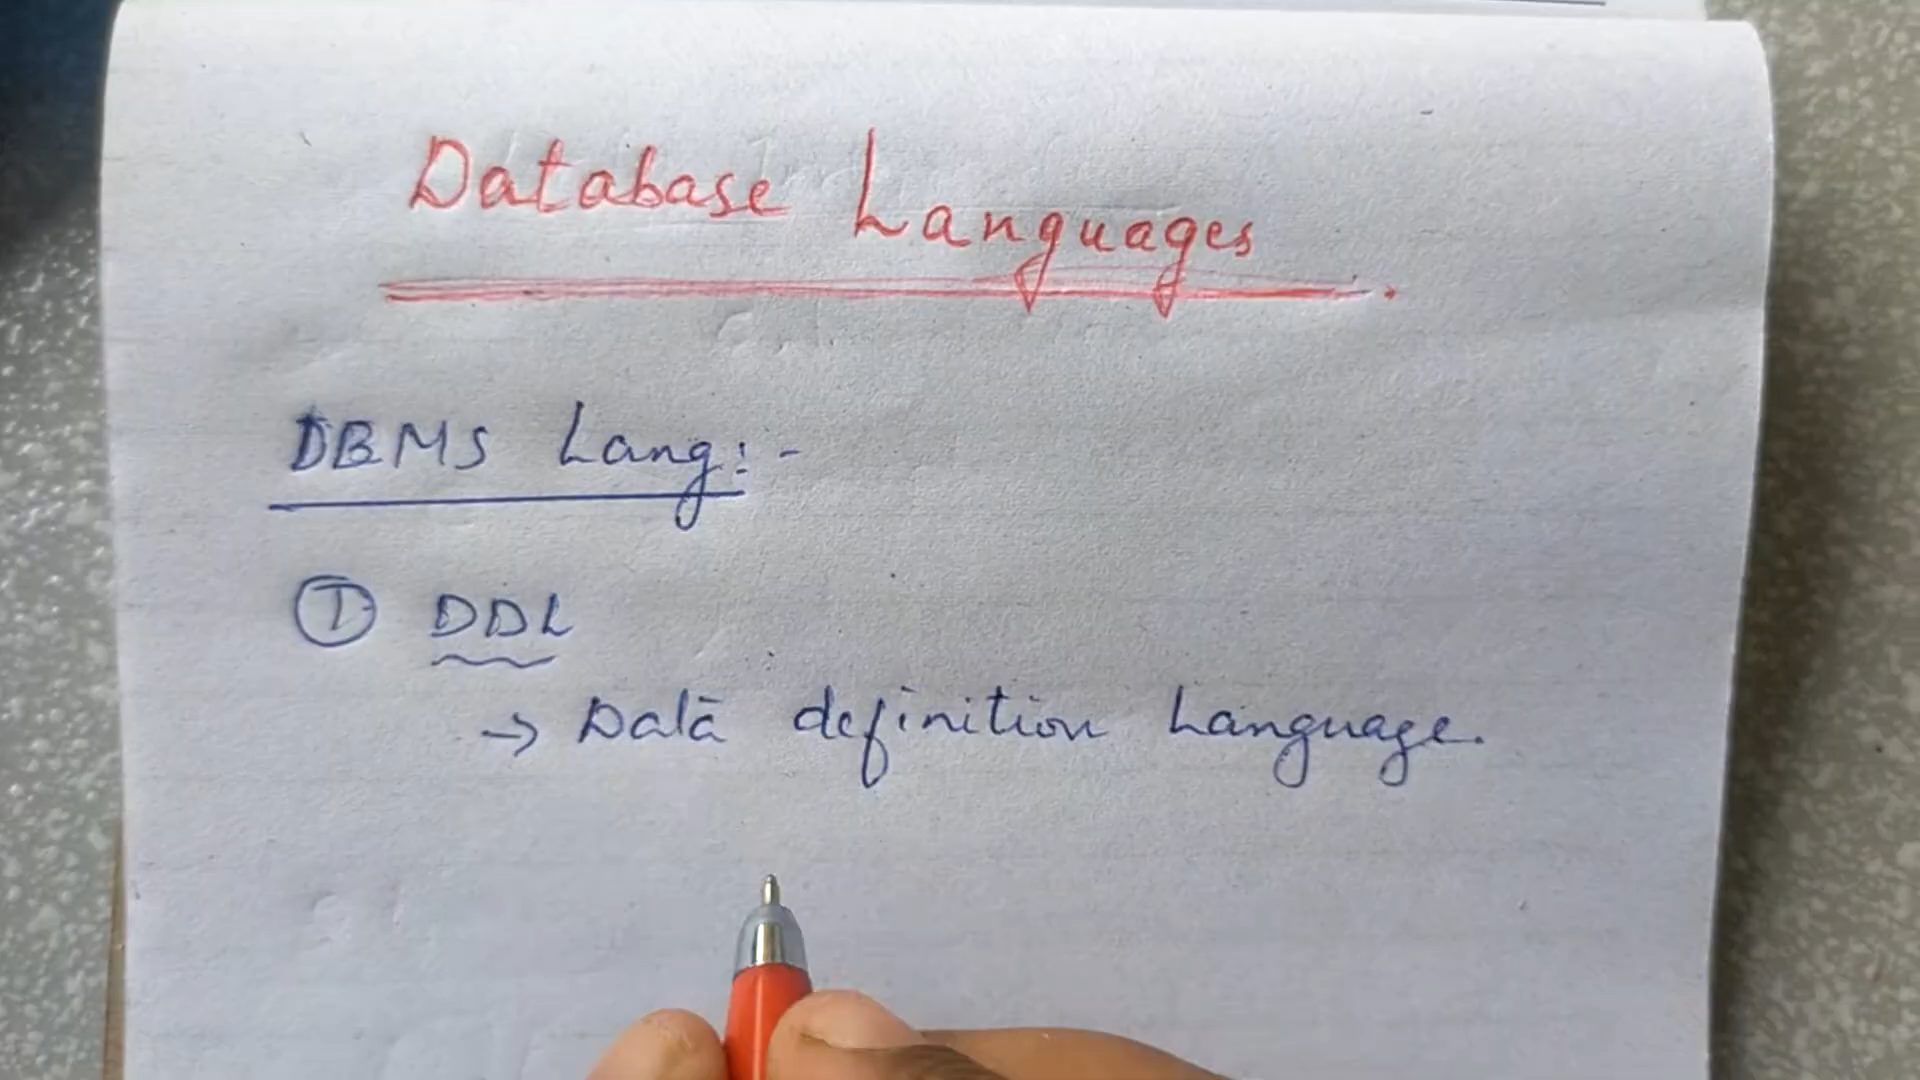 Database Languages
DBMS Lang:-
① DDL
→ Data definition Language.